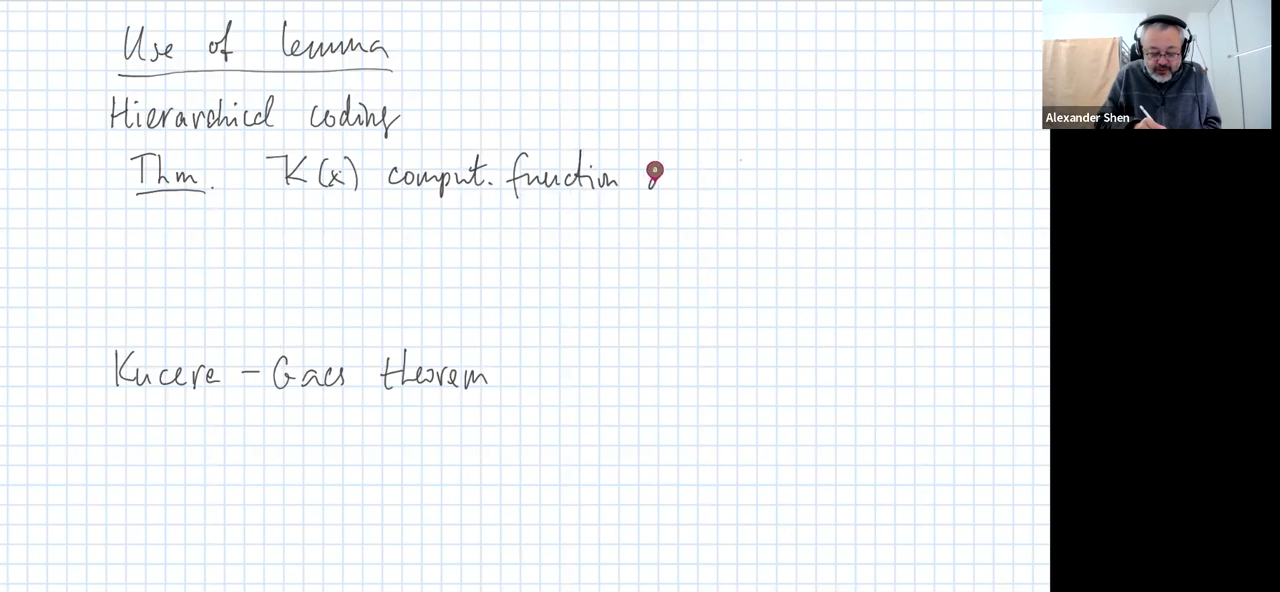 Use of lemma
Hierarchical coding
Thm. K(x) comput. function
Kucera - Gacs theorem
Alexander Shen